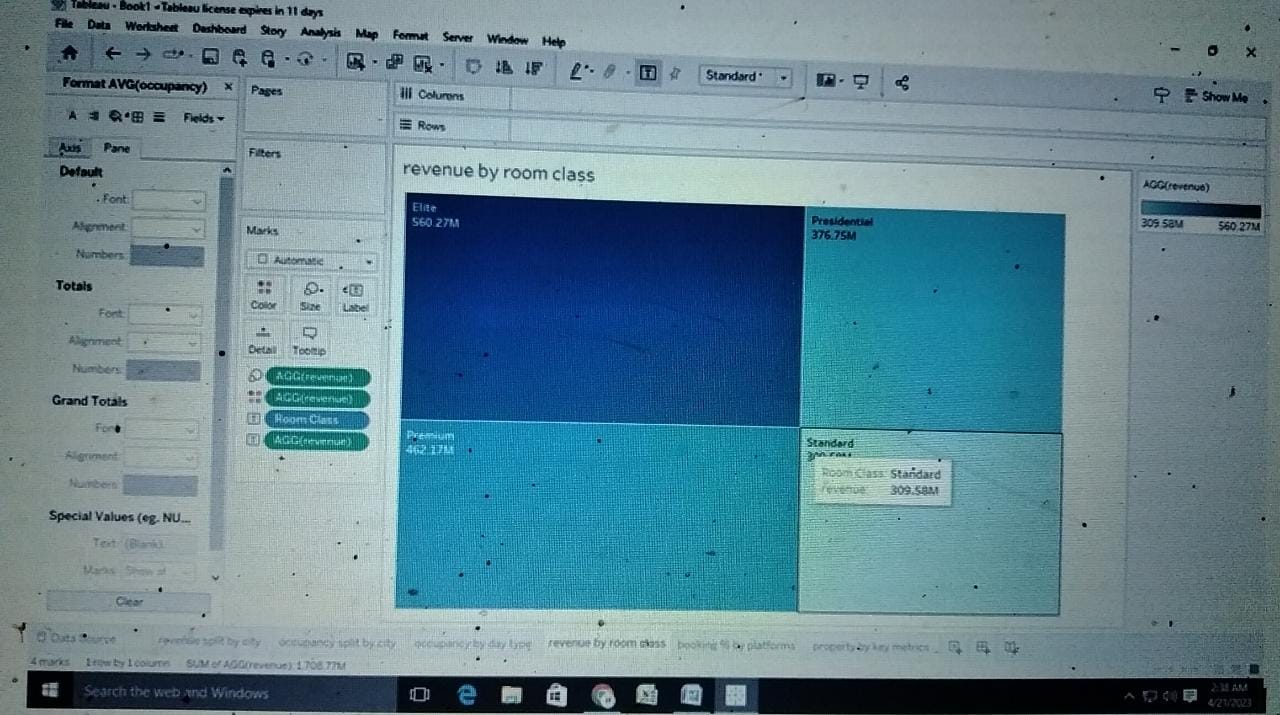 Tableau - Book1 - Tableau license expires in 11 days
File Data Worksheet Dashboard Story Analysis Map Format Server Window Help
Standard
Show Me
Format AVG(occupancy) ×
Fields
Axis Pane
Default
Font:
Alignment:
Numbers:
Totals
Font:
Alignment:
Numbers:
Grand Totals
Font:
Alignment:
Numbers:
Special Values (eg. NU...
Text: (Blank)
Marks: Show at
Clear
Pages
Filters
Marks
Automatic
Color Size Label
Detail Tooltip
AGG(revenue)
AGG(revenue)
Room Class
AGG(revenue)
Columns
Rows
revenue by room class
Elite
560.27M
Presidential
376.75M
Premium
462.17M
Standard
309.58M
Room Class: Standard
revenue: 309.58M
AGG(revenue)
309.58M 560.27M
Data Source revenue split by city occupancy split by city occupancy by day type revenue by room class booking % by platforms property by key metrics
4 marks 1 row by 1 column SUM of AGG(revenue): 1,708.77M
Search the web and Windows
2:38 AM
4/21/2023